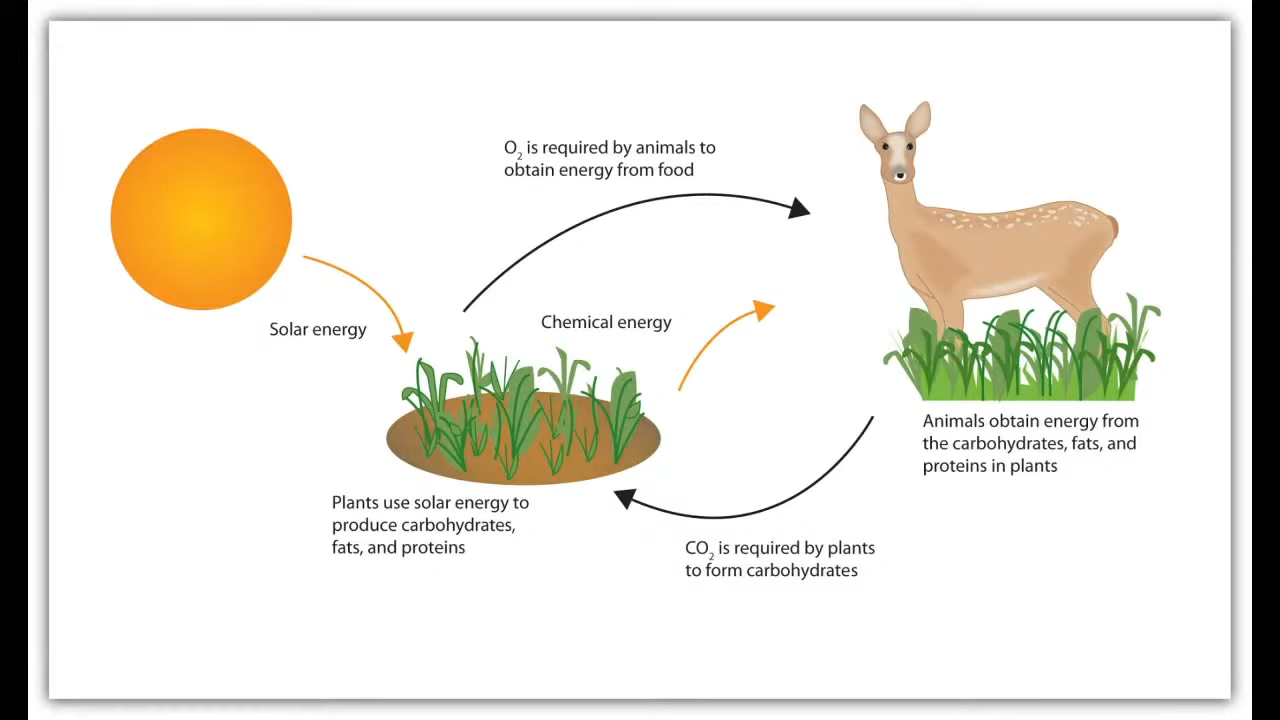 O₂ is required by animals to
obtain energy from food
Solar energy
Chemical energy
Animals obtain energy from
the carbohydrates, fats, and
proteins in plants
Plants use solar energy to
produce carbohydrates,
fats, and proteins
CO₂ is required by plants
to form carbohydrates